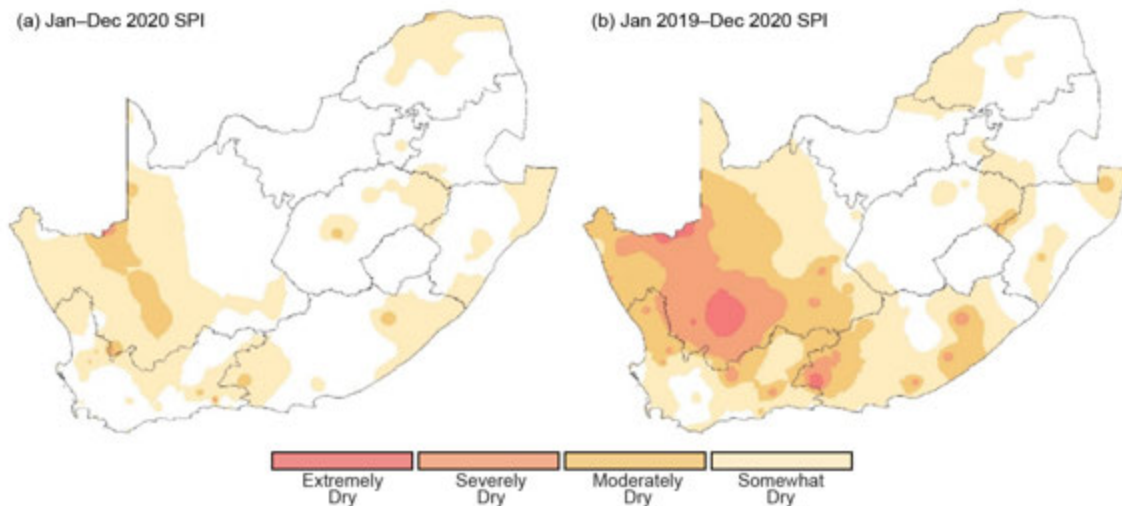 (a) Jan–Dec 2020 SPI
(b) Jan 2019–Dec 2020 SPI
Extremely Dry
Severely Dry
Moderately Dry
Somewhat Dry